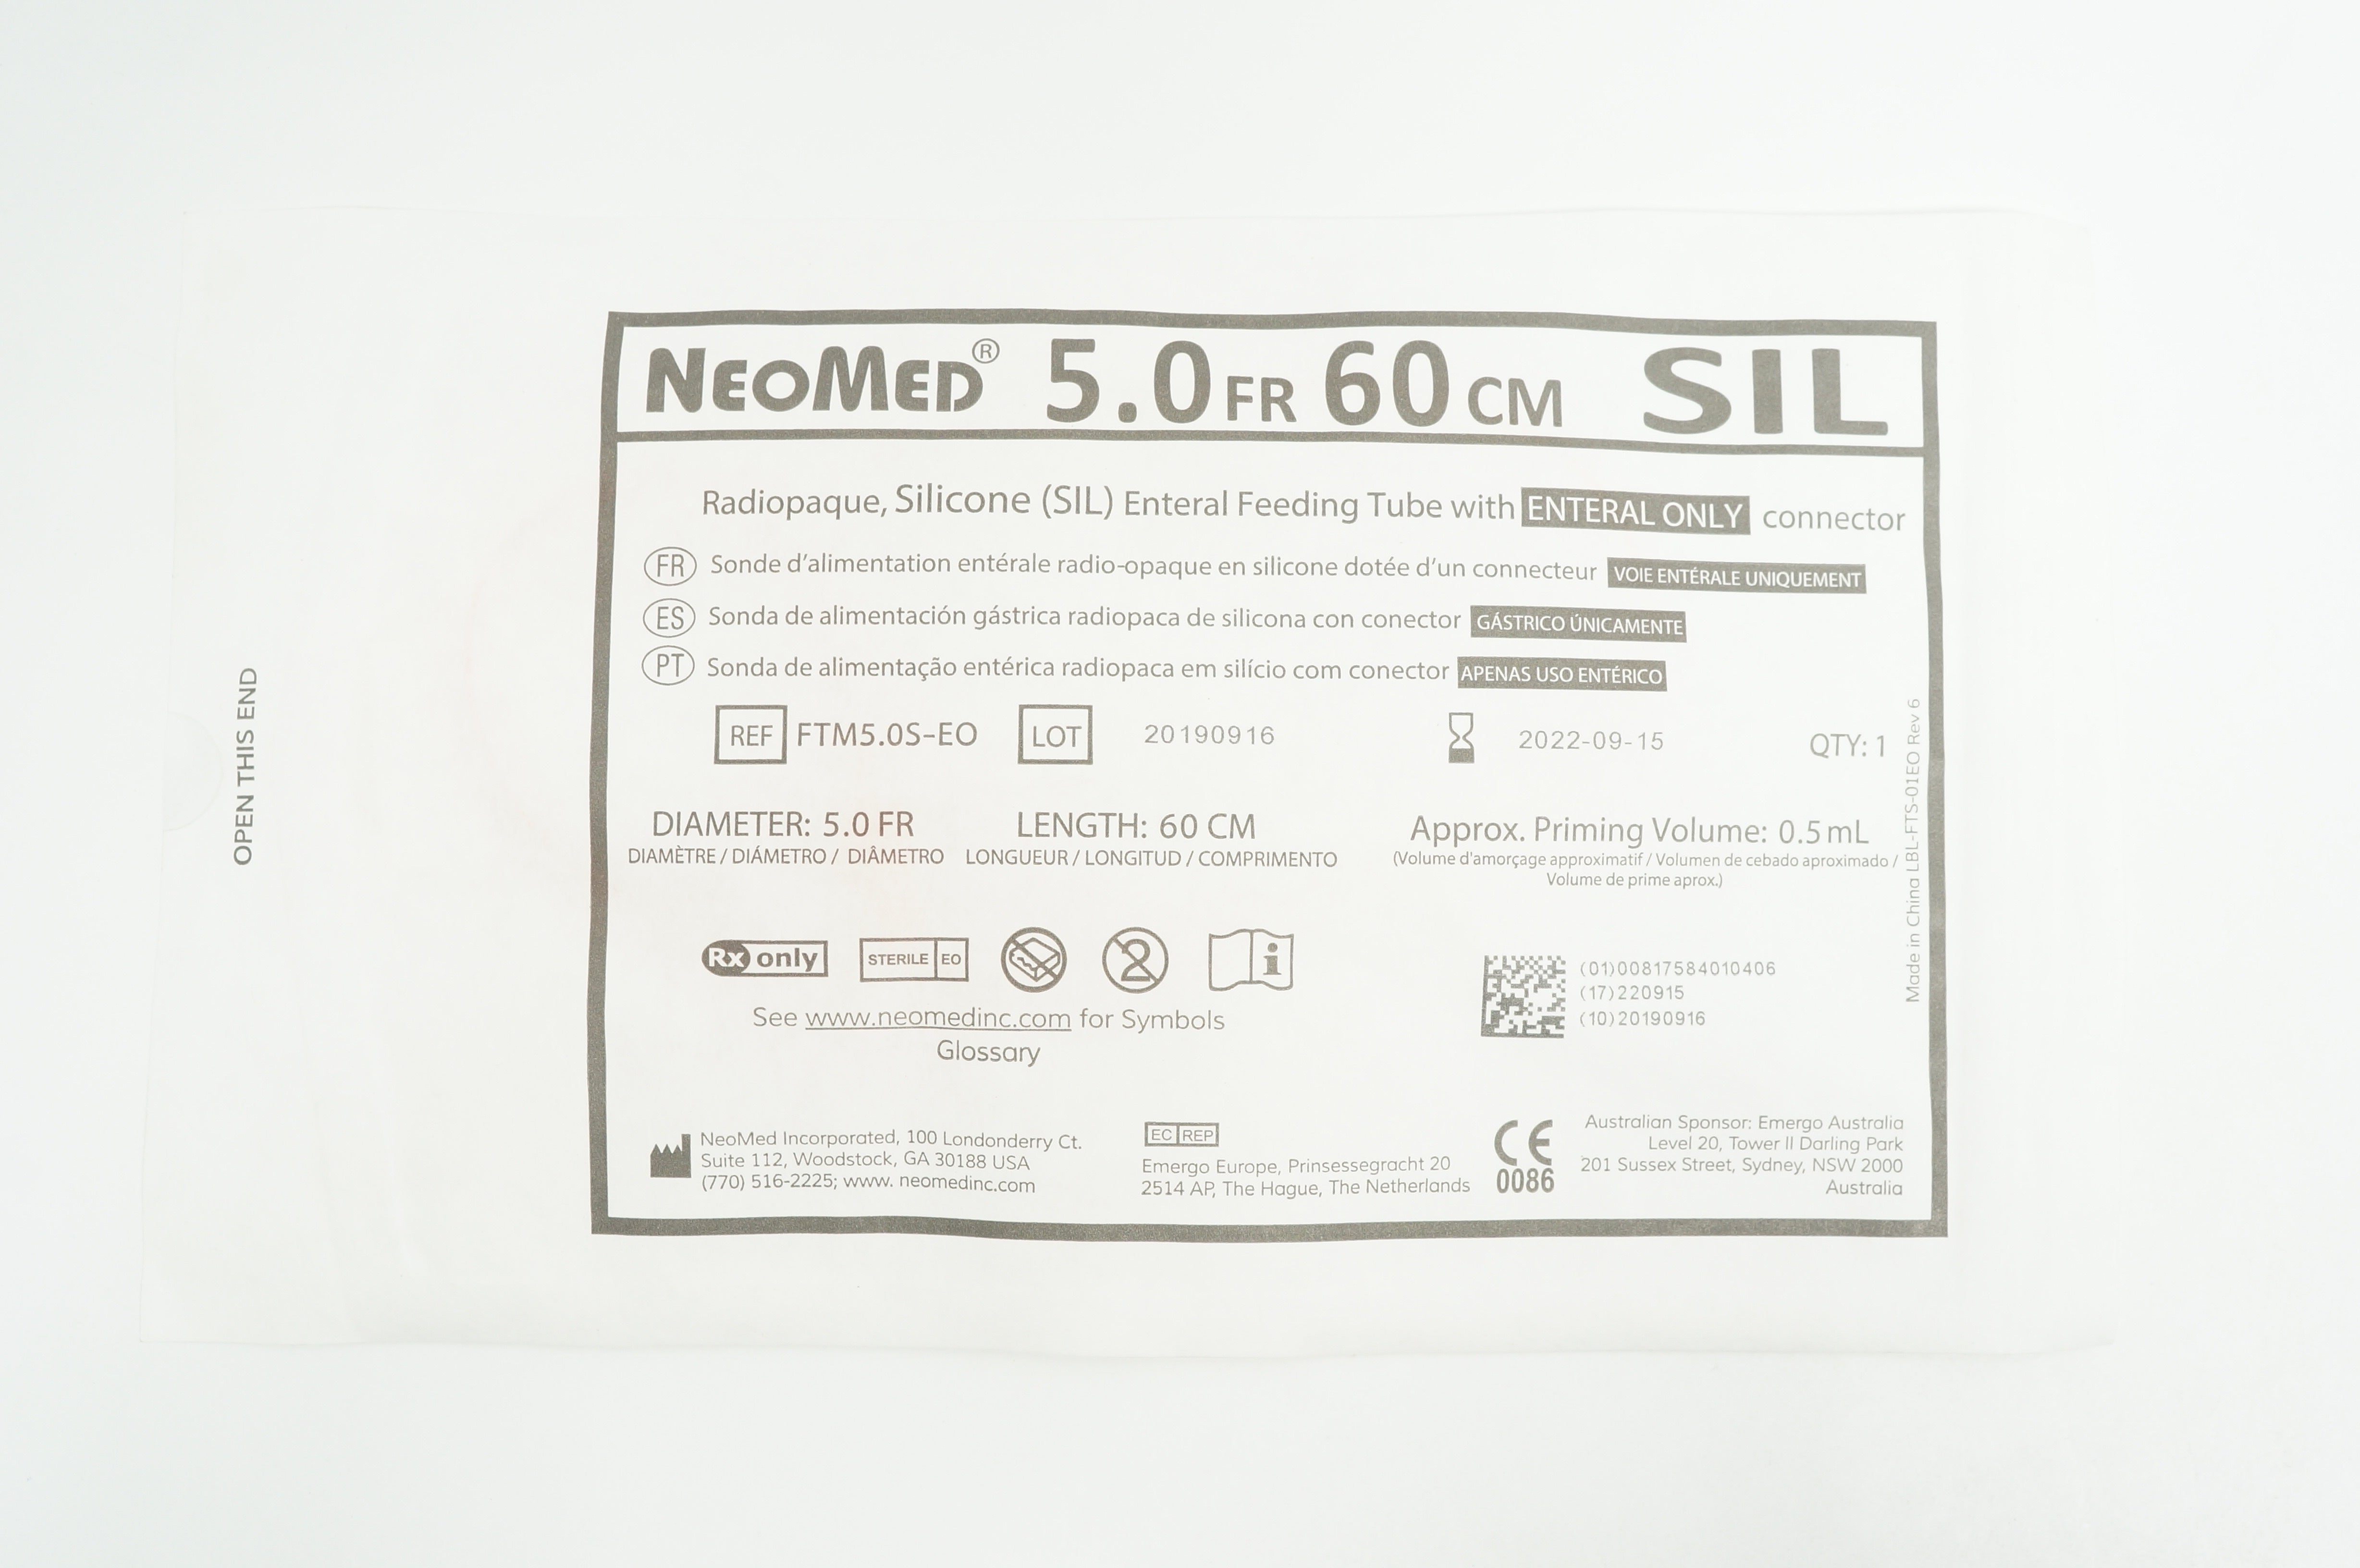 NEOMED® 5.0 FR 60 CM SIL
Radiopaque, Silicone (SIL) Enteral Feeding Tube with ENTERAL ONLY connector
FR Sonde d'alimentation entérale radio-opaque en silicone dotée d'un connecteur VOIE ENTÉRALE UNIQUEMENT
ES Sonda de alimentación gástrica radiopaca de silicona con conector GÁSTRICO ÚNICAMENTE
PT Sonda de alimentação entérica radiopaca em silício com conector APENAS USO ENTÉRICO
REF FTM5.0S-EO LOT 20190916 2022-09-15 QTY: 1
DIAMETER: 5.0 FR LENGTH: 60 CM Approx. Priming Volume: 0.5 mL
DIAMÈTRE / DIÁMETRO / DIÂMETRO LONGUEUR / LONGITUD / COMPRIMENTO (Volume d'amorçage approximatif / Volumen de cebado aproximado /
Volume de prime aprox.)
Rx only STERILE EO 2 i
See www.neomedinc.com for Symbols
Glossary
(01)00817584010406
(17)220915
(10)20190916
NeoMed Incorporated, 100 Londonderry Ct.
Suite 112, Woodstock, GA 30188 USA
(770) 516-2225; www. neomedinc.com
EC REP
Emergo Europe, Prinsessegracht 20
2514 AP, The Hague, The Netherlands
CE
0086
Australian Sponsor: Emergo Australia
Level 20, Tower II Darling Park
201 Sussex Street, Sydney, NSW 2000
Australia
Made in China LBL-FTS-01EO Rev 6
OPEN THIS END